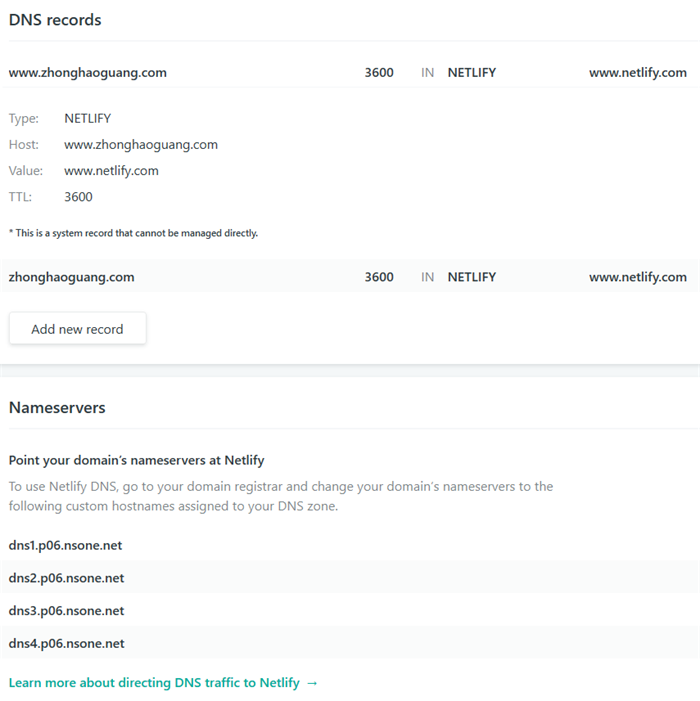 DNS records
www.zhonghaoguang.com 3600 IN NETLIFY www.netlify.com
Type: NETLIFY
Host: www.zhonghaoguang.com
Value: www.netlify.com
TTL: 3600
* This is a system record that cannot be managed directly.
zhonghaoguang.com 3600 IN NETLIFY www.netlify.com
Add new record
Nameservers
Point your domain’s nameservers at Netlify
To use Netlify DNS, go to your domain registrar and change your domain’s nameservers to the
following custom hostnames assigned to your DNS zone.
dns1.p06.nsone.net
dns2.p06.nsone.net
dns3.p06.nsone.net
dns4.p06.nsone.net
Learn more about directing DNS traffic to Netlify →